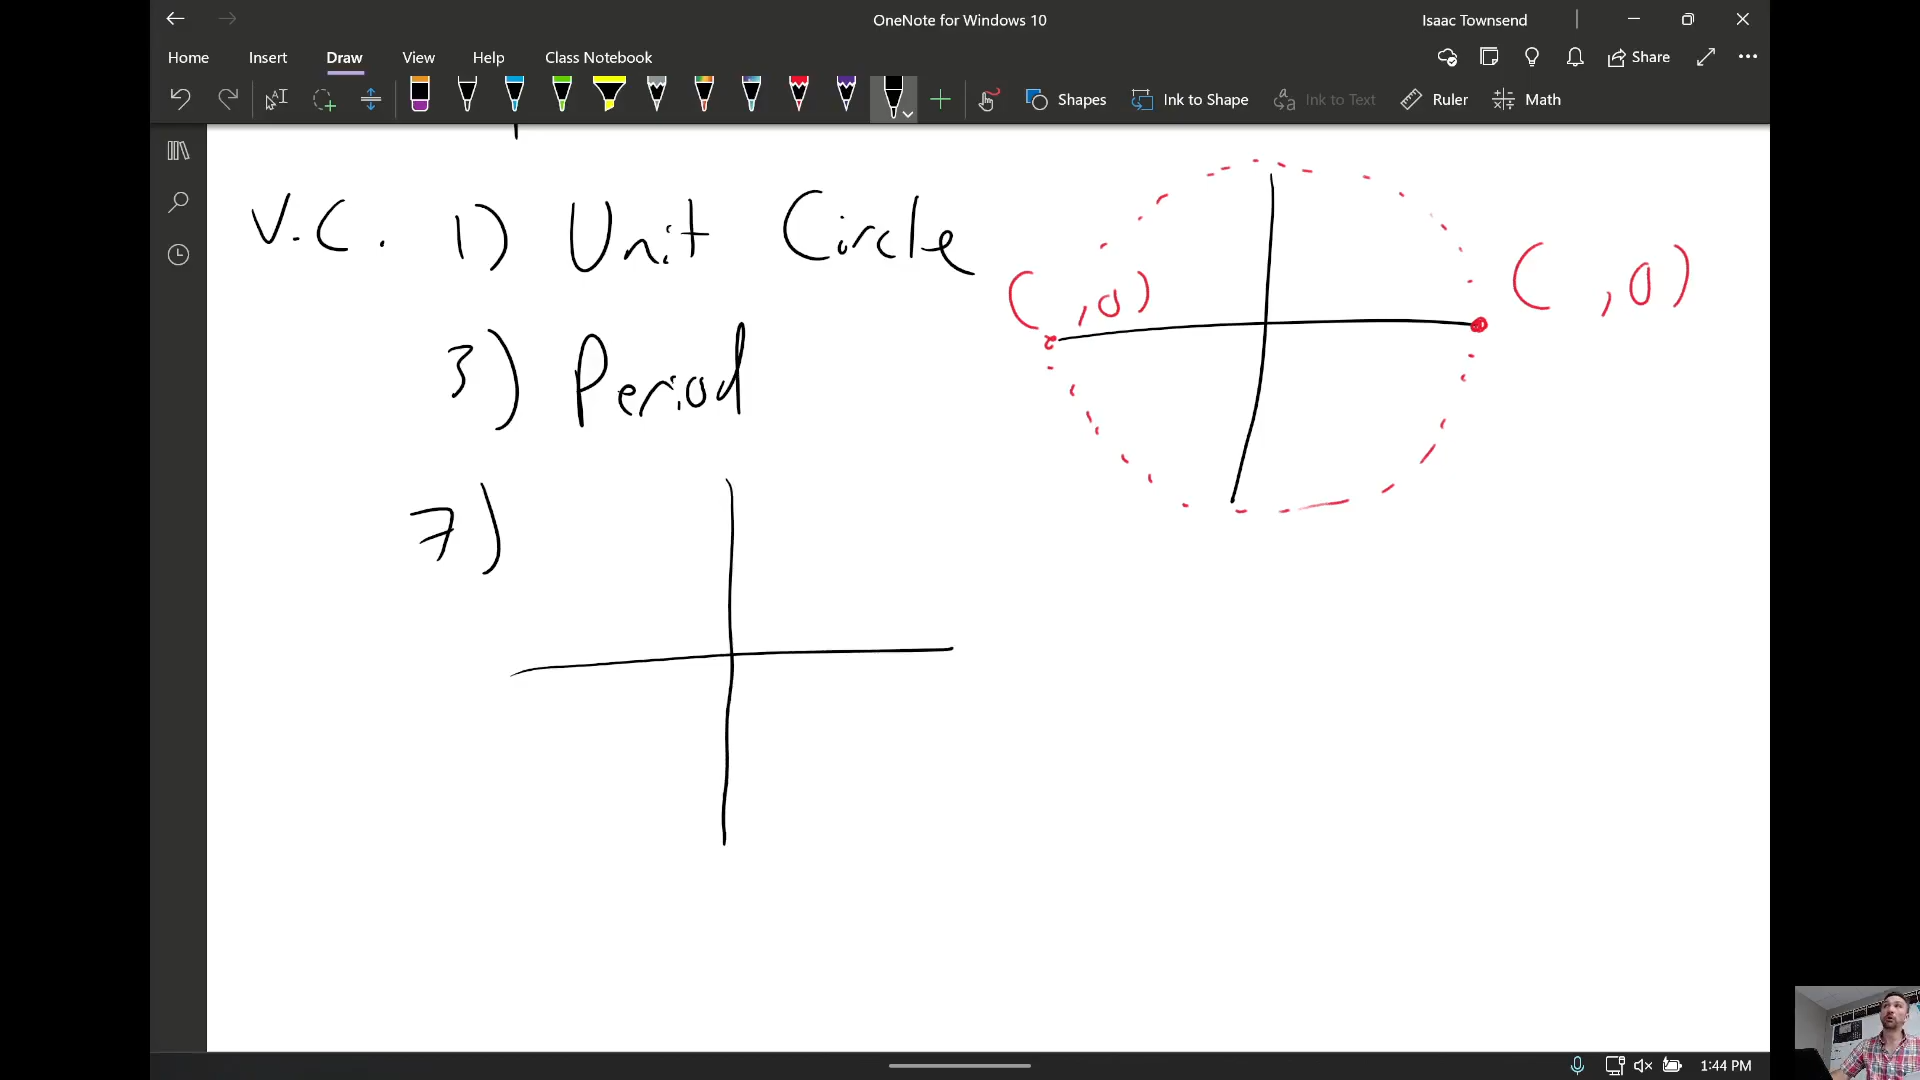 OneNote for Windows 10
Isaac Townsend
Home Insert Draw View Help Class Notebook
Share
Shapes Ink to Shape Ink to Text Ruler Math
V.C. 1) Unit Circle
( ,0)
( ,0)
3) Period
7)
1:44 PM